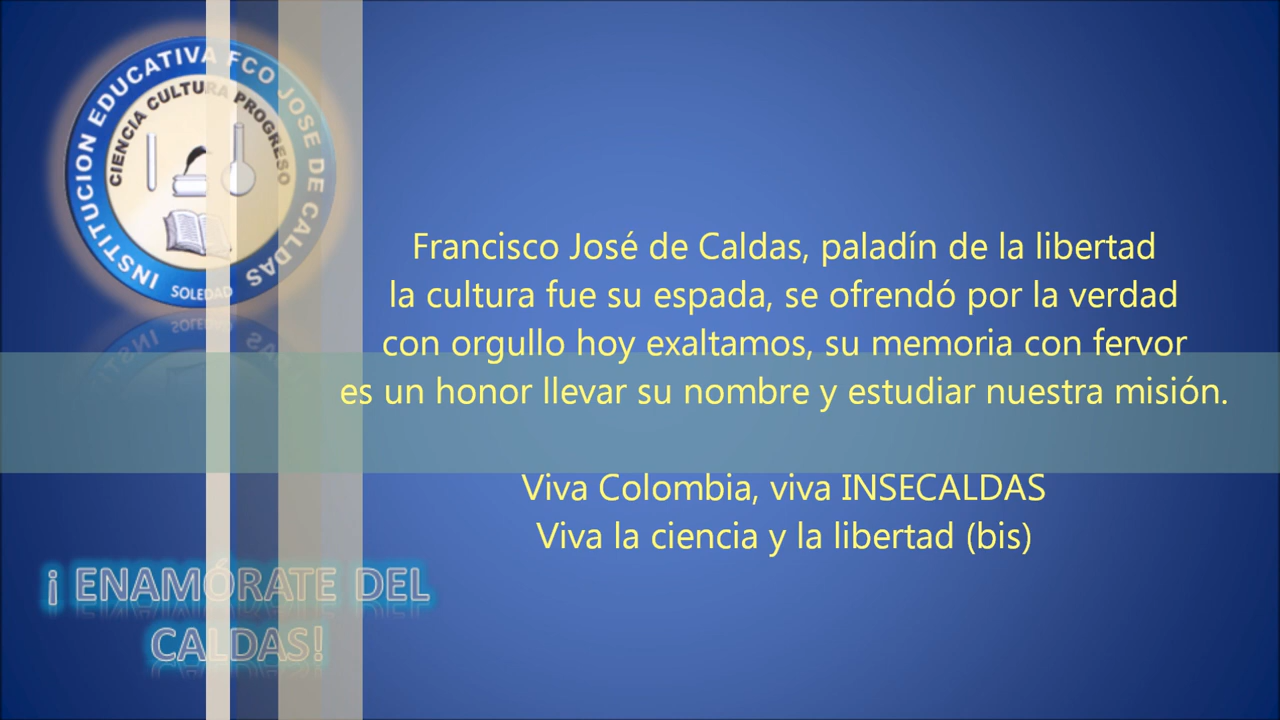 INSTITUCION EDUCATIVA FCO JOSE DE CALDAS
CIENCIA CULTURA PROGRESO
SOLEDAD
Francisco José de Caldas, paladín de la libertad
la cultura fue su espada, se ofrendó por la verdad
con orgullo hoy exaltamos, su memoria con fervor
es un honor llevar su nombre y estudiar nuestra misión.
Viva Colombia, viva INSECALDAS
Viva la ciencia y la libertad (bis)
¡ ENAMÓRATE DEL
CALDAS!